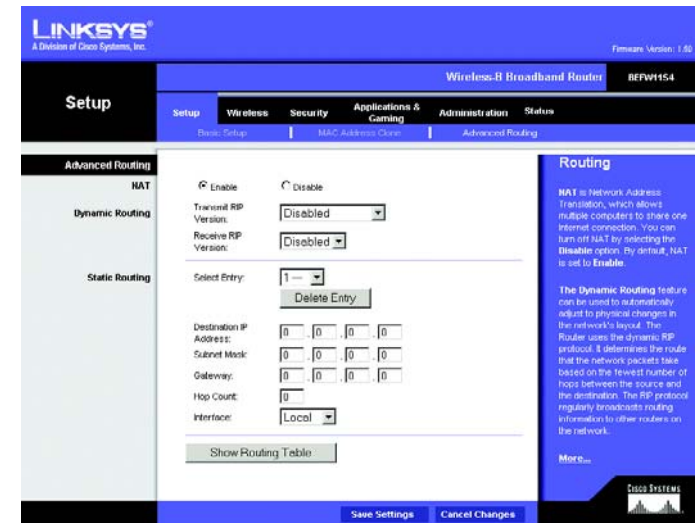 LINKSYS®
A Division of Cisco Systems, Inc.
Firmware Version: 1.50
Wireless-B Broadband Router BEFW11S4
Setup
Setup Wireless Security Applications & Gaming Administration Status
Basic Setup | MAC Address Clone | Advanced Routing
Advanced Routing
NAT
Enable Disable
Dynamic Routing
Transmit RIP
Version:
Disabled
Receive RIP
Version:
Disabled
Static Routing
Select Entry:
1 ---
Delete Entry
Destination IP
Address:
0 . 0 . 0 . 0
Subnet Mask:
0 . 0 . 0 . 0
Gateway:
0 . 0 . 0 . 0
Hop Count:
0
Interface:
Local
Show Routing Table
Routing
NAT is Network Address
Translation, which allows
multiple computers to share one
Internet connection. You can
turn off NAT by selecting the
Disable option. By default, NAT
is set to Enable.
The Dynamic Routing feature
can be used to automatically
adjust to physical changes in
the network's layout. The
Router uses the dynamic RIP
protocol. It determines the route
that the network packets take
based on the fewest number of
hops between the source and
the destination. The RIP protocol
regularly broadcasts routing
information to other routers on
the network.
More...
Save Settings Cancel Changes
CISCO SYSTEMS